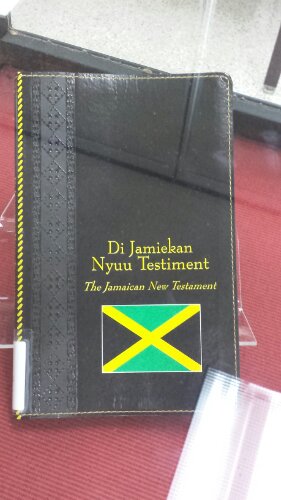 Di Jamiekan
Nyuu Testiment
The Jamaican New Testament